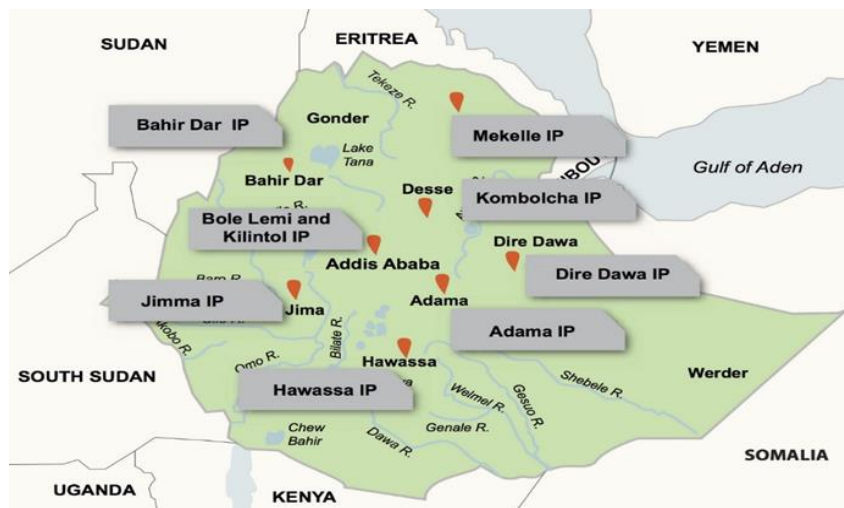 SUDAN
ERITREA
YEMEN
Tekeze R.
Gonder
Bahir Dar IP
Mekelle IP
Lake
Tana
Gulf of Aden
Bahir Dar
Desse
Kombolcha IP
Bole Lemi and
Kilintol IP
Dire Dawa
Addis Ababa
Dire Dawa IP
Adama
Jimma IP
Jima
Adama IP
Bilate R.
Hawassa
Omo R.
Shebele R.
Werder
SOUTH SUDAN
Hawassa IP
Welmel R.
Gesuo R.
Chew
Bahir
Genale R.
Dawa R.
SOMALIA
UGANDA
KENYA